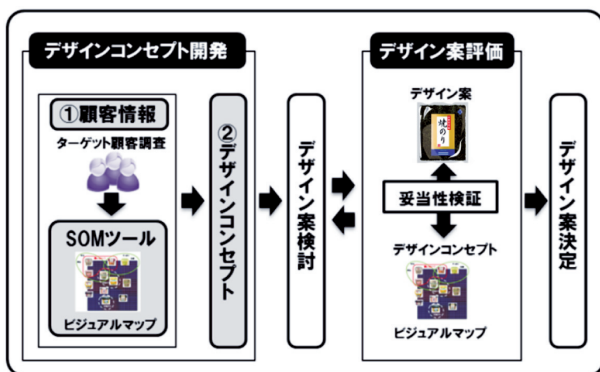 デザインコンセプト開発
①顧客情報
ターゲット顧客調査
SOMツール
ビジュアルマップ
②デザインコンセプト
デザイン案検討
デザイン案評価
デザイン案
焼のり
妥当性検証
デザインコンセプト
ビジュアルマップ
デザイン案決定